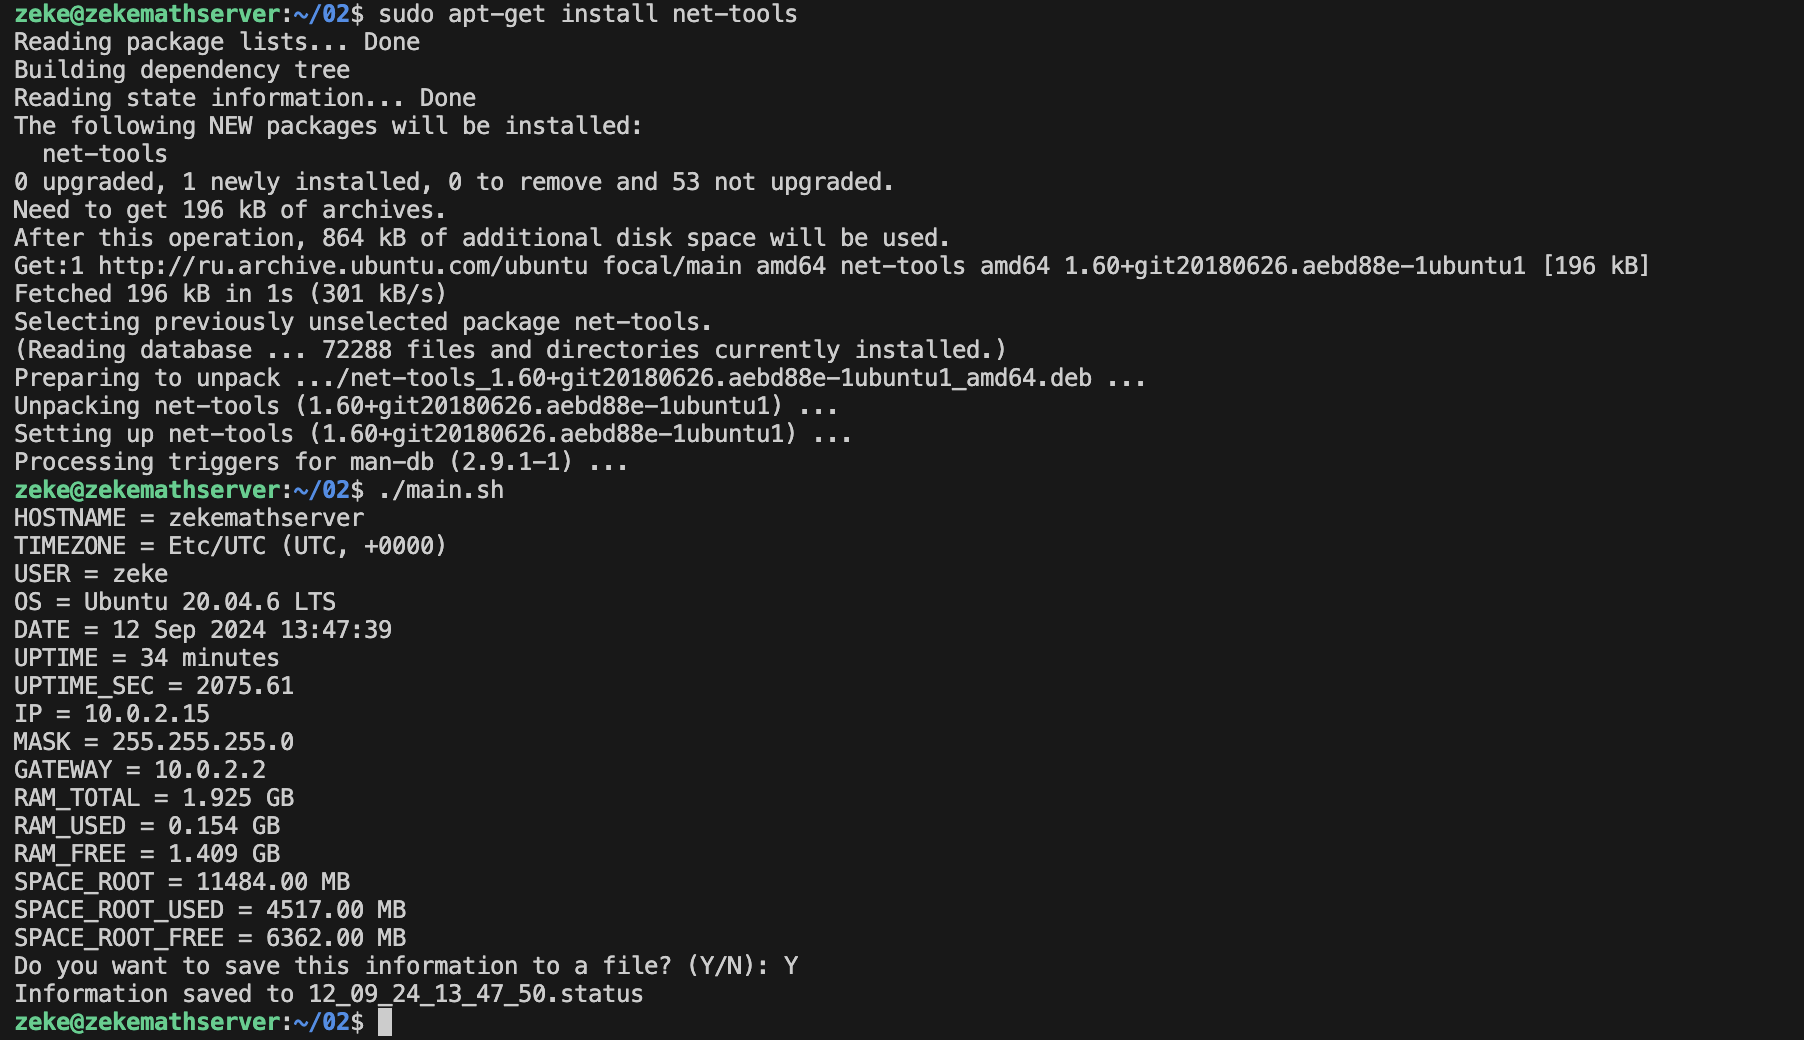 zeke@zekemathserver:~/02$ sudo apt-get install net-tools
Reading package lists... Done
Building dependency tree
Reading state information... Done
The following NEW packages will be installed:
  net-tools
0 upgraded, 1 newly installed, 0 to remove and 53 not upgraded.
Need to get 196 kB of archives.
After this operation, 864 kB of additional disk space will be used.
Get:1 http://ru.archive.ubuntu.com/ubuntu focal/main amd64 net-tools amd64 1.60+git20180626.aebd88e-1ubuntu1 [196 kB]
Fetched 196 kB in 1s (301 kB/s)
Selecting previously unselected package net-tools.
(Reading database ... 72288 files and directories currently installed.)
Preparing to unpack .../net-tools_1.60+git20180626.aebd88e-1ubuntu1_amd64.deb ...
Unpacking net-tools (1.60+git20180626.aebd88e-1ubuntu1) ...
Setting up net-tools (1.60+git20180626.aebd88e-1ubuntu1) ...
Processing triggers for man-db (2.9.1-1) ...
zeke@zekemathserver:~/02$ ./main.sh
HOSTNAME = zekemathserver
TIMEZONE = Etc/UTC (UTC, +0000)
USER = zeke
OS = Ubuntu 20.04.6 LTS
DATE = 12 Sep 2024 13:47:39
UPTIME = 34 minutes
UPTIME_SEC = 2075.61
IP = 10.0.2.15
MASK = 255.255.255.0
GATEWAY = 10.0.2.2
RAM_TOTAL = 1.925 GB
RAM_USED = 0.154 GB
RAM_FREE = 1.409 GB
SPACE_ROOT = 11484.00 MB
SPACE_ROOT_USED = 4517.00 MB
SPACE_ROOT_FREE = 6362.00 MB
Do you want to save this information to a file? (Y/N): Y
Information saved to 12_09_24_13_47_50.status
zeke@zekemathserver:~/02$